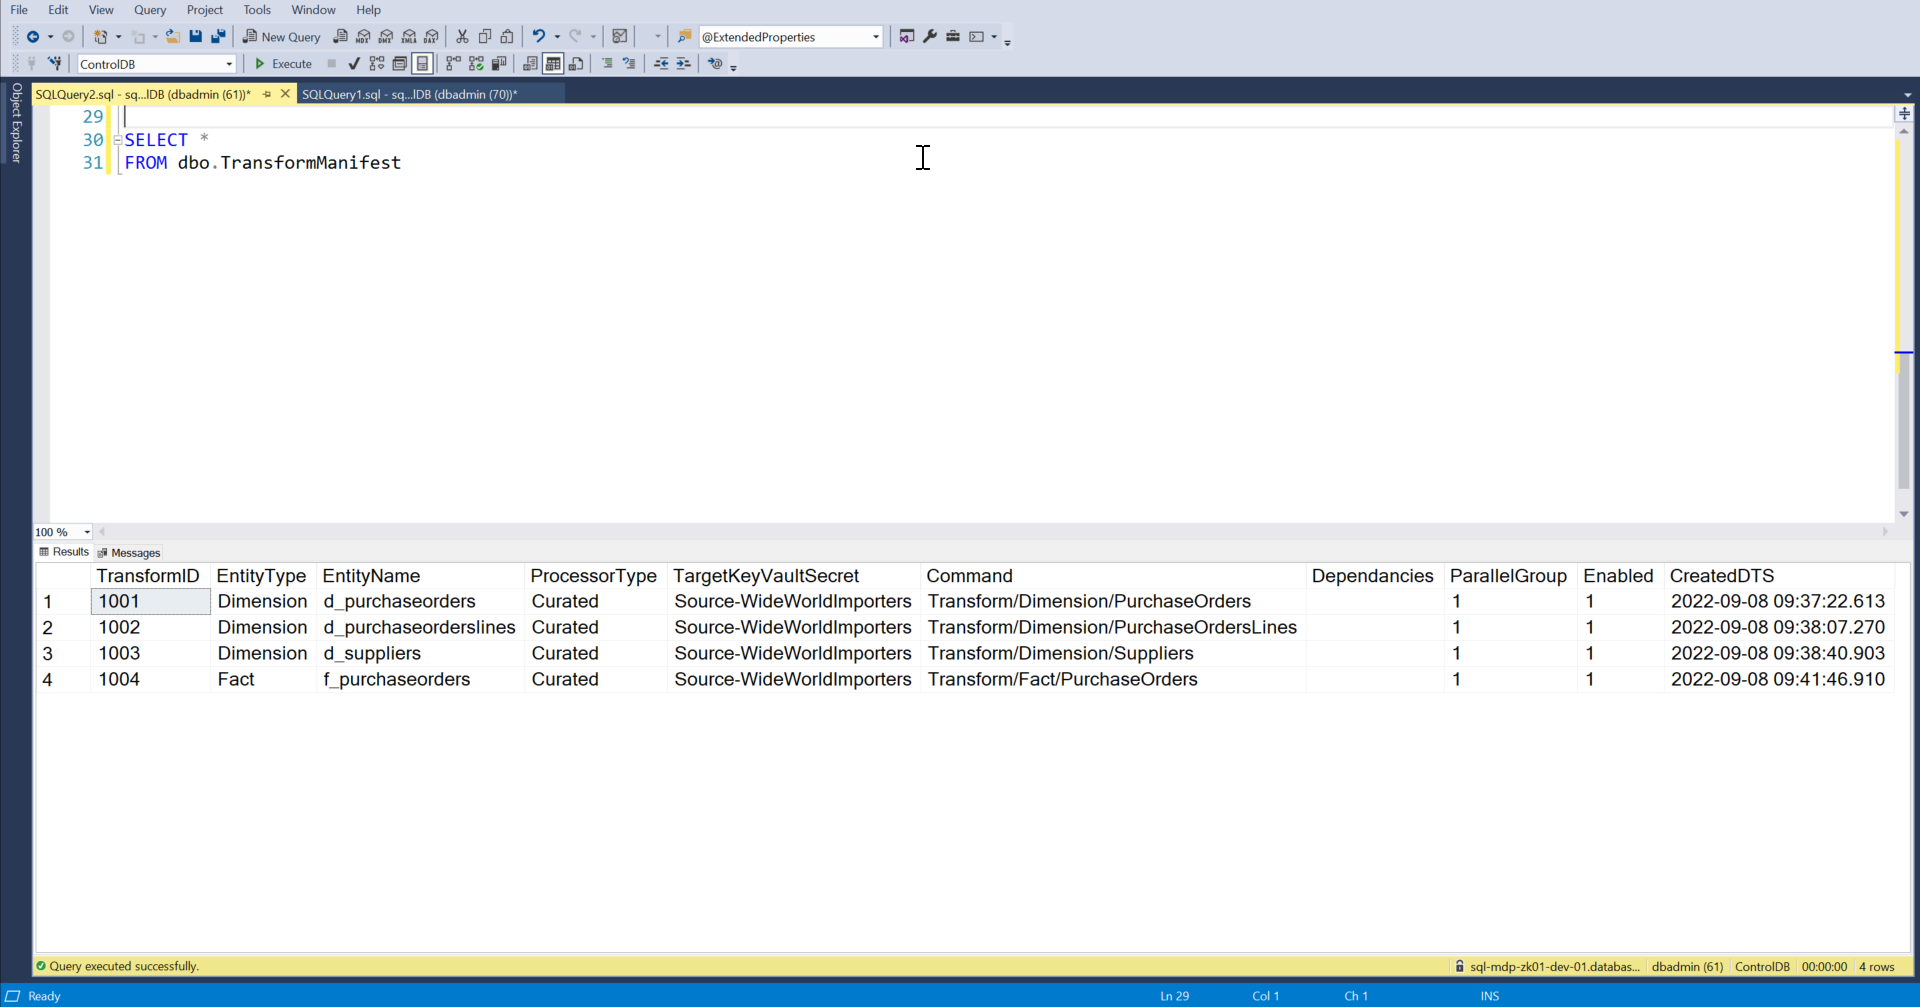 File Edit View Query Project Tools Window Help
New Query MDX DMX XMLA DAX @ExtendedProperties
ControlDB Execute
Object Explorer
SQLQuery2.sql - sq...lDB (dbadmin (61))* SQLQuery1.sql - sq...lDB (dbadmin (70))*
29
30 SELECT *
31 FROM dbo.TransformManifest
100 %
Results Messages
TransformID EntityType EntityName ProcessorType TargetKeyVaultSecret Command Dependancies ParallelGroup Enabled CreatedDTS
1 1001 Dimension d_purchaseorders Curated Source-WideWorldImporters Transform/Dimension/PurchaseOrders 1 1 2022-09-08 09:37:22.613
2 1002 Dimension d_purchaseorderslines Curated Source-WideWorldImporters Transform/Dimension/PurchaseOrdersLines 1 1 2022-09-08 09:38:07.270
3 1003 Dimension d_suppliers Curated Source-WideWorldImporters Transform/Dimension/Suppliers 1 1 2022-09-08 09:38:40.903
4 1004 Fact f_purchaseorders Curated Source-WideWorldImporters Transform/Fact/PurchaseOrders 1 1 2022-09-08 09:41:46.910
Query executed successfully. sql-mdp-zk01-dev-01.databas... dbadmin (61) ControlDB 00:00:00 4 rows
Ready Ln 29 Col 1 Ch 1 INS